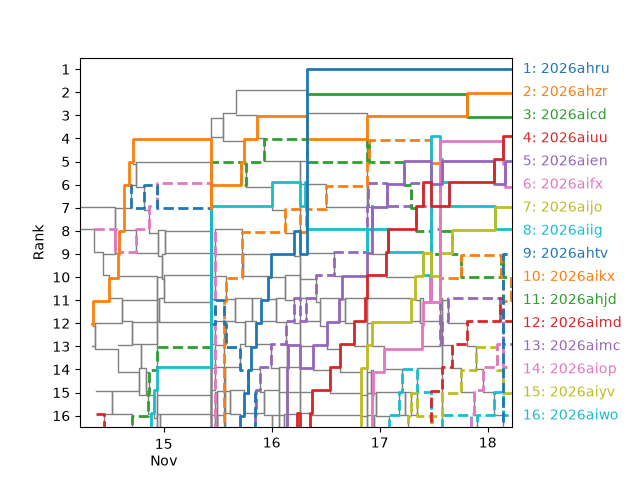 1
2
3
4
5
6
7
8
9
10
11
12
13
14
15
16
Rank
15
16
17
18
Nov
1: 2026ahru
2: 2026ahzr
3: 2026aicd
4: 2026aiuu
5: 2026aien
6: 2026aifx
7: 2026aijo
8: 2026aiig
9: 2026ahtv
10: 2026aikx
11: 2026ahjd
12: 2026aimd
13: 2026aimc
14: 2026aiop
15: 2026aiyv
16: 2026aiwo